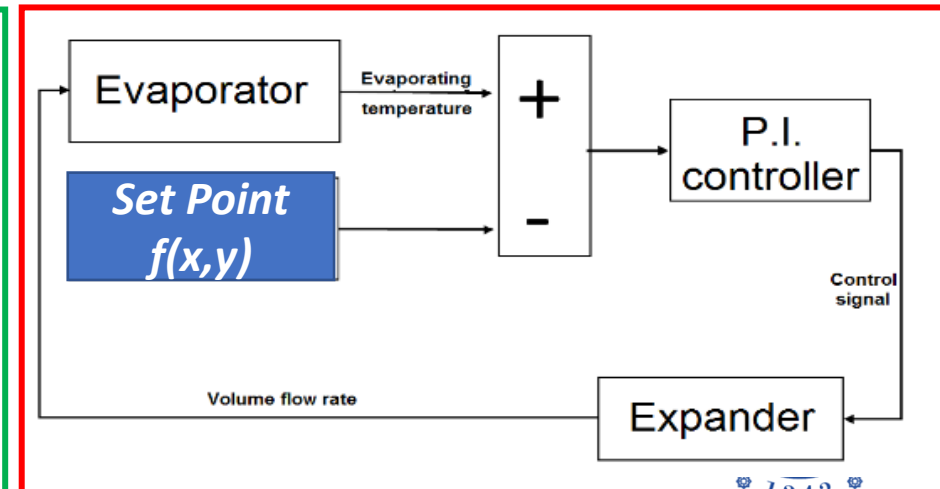 Evaporator
Evaporating
temperature
+
-
Set Point
f(x,y)
P.I.
controller
Control
signal
Volume flow rate
Expander